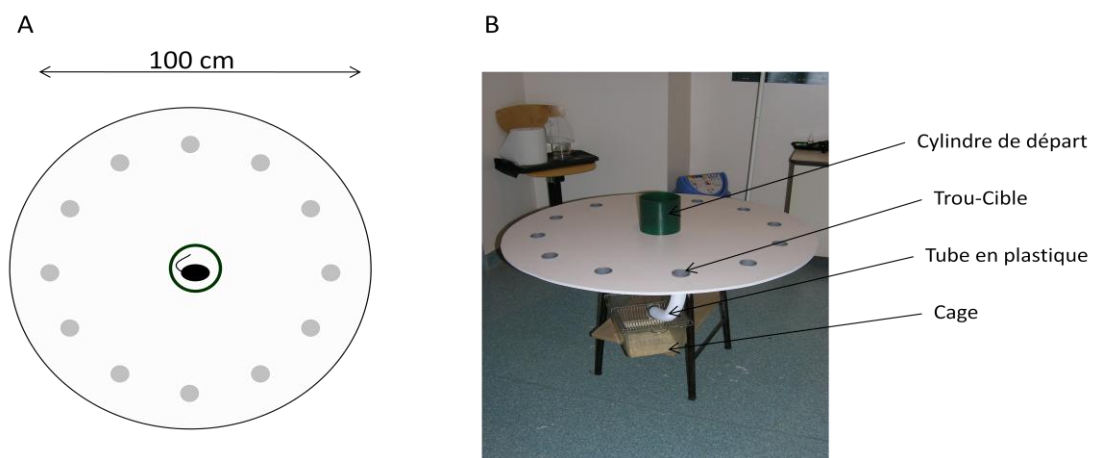 A
B
100 cm
Cylindre de départ
Trou-Cible
Tube en plastique
Cage